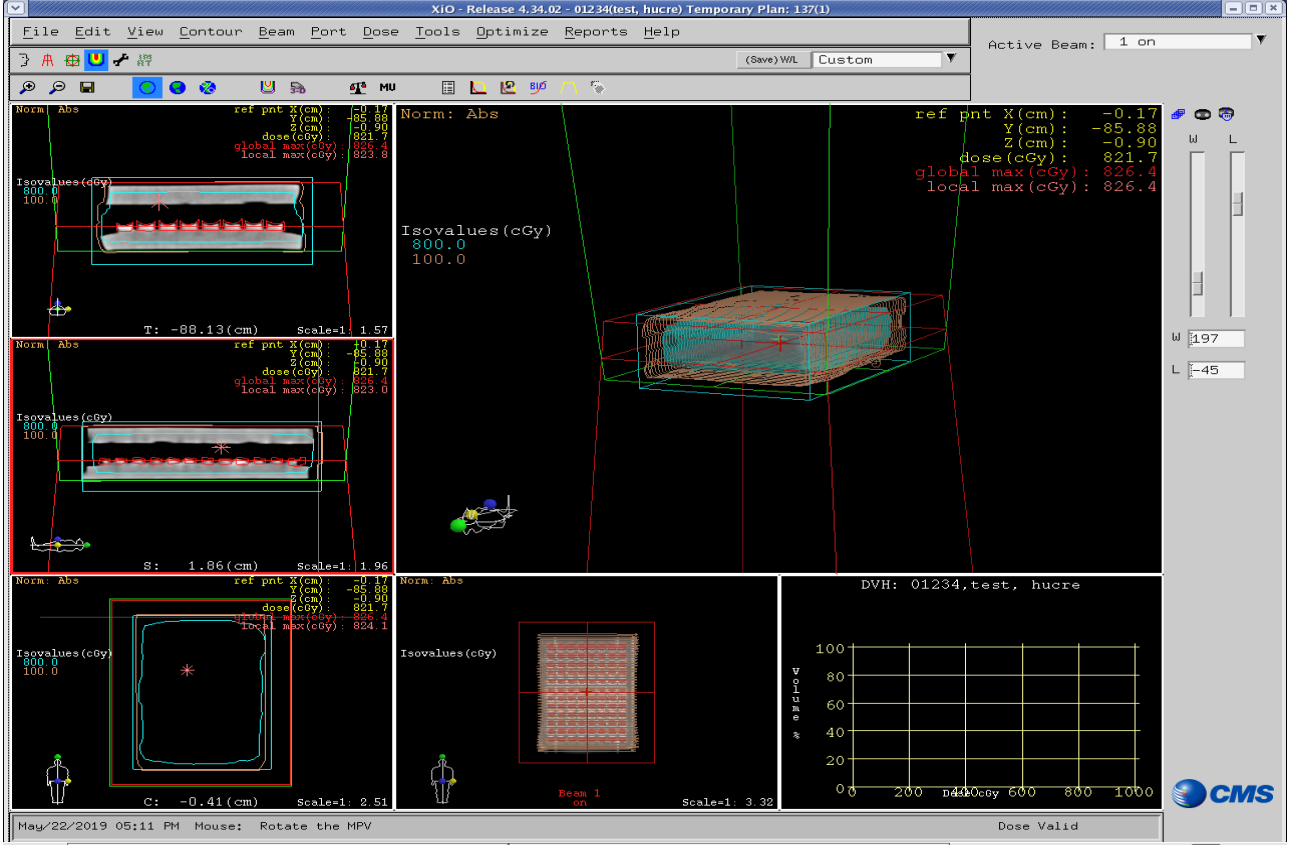 XiO - Release 4.34.02 - 01234(test, hucre) Temporary Plan: 137(1)
File Edit View Contour Beam Port Dose Tools Optimize Reports Help
Active Beam: 1 on
(Save) W/L Custom
MU
Norm: Abs
ref pnt X(cm): -0.17
Y(cm): -85.88
Z(cm): -0.90
dose(cGy): 821.7
global max(cGy): 826.4
local max(cGy): 823.8
Isovalues(cGy)
800.0
100.0
T: -88.13(cm) Scale=1: 1.57
Norm: Abs
ref pnt X(cm): -0.17
Y(cm): -85.88
Z(cm): -0.90
dose(cGy): 821.7
global max(cGy): 826.4
local max(cGy): 823.0
Isovalues(cGy)
800.0
100.0
S: 1.86(cm) Scale=1: 1.96
Norm: Abs
ref pnt X(cm): -0.17
Y(cm): -85.88
Z(cm): -0.90
dose(cGy): 821.7
global max(cGy): 826.4
local max(cGy): 824.1
Isovalues(cGy)
800.0
100.0
C: -0.41(cm) Scale=1: 2.51
Norm: Abs
ref pnt X(cm): -0.17
Y(cm): -85.88
Z(cm): -0.90
dose(cGy): 821.7
global max(cGy): 826.4
local max(cGy): 826.4
Isovalues(cGy)
800.0
100.0
Norm: Abs
Isovalues(cGy)
Beam 1
on
Scale=1: 3.32
DVH: 01234,test, hucre
Volume %
100
80
60
40
20
0
0 200 400 600 800 1000
Dose cGy
W L
W 197
L -45
CMS
May/22/2019 05:11 PM Mouse: Rotate the MPV
Dose Valid